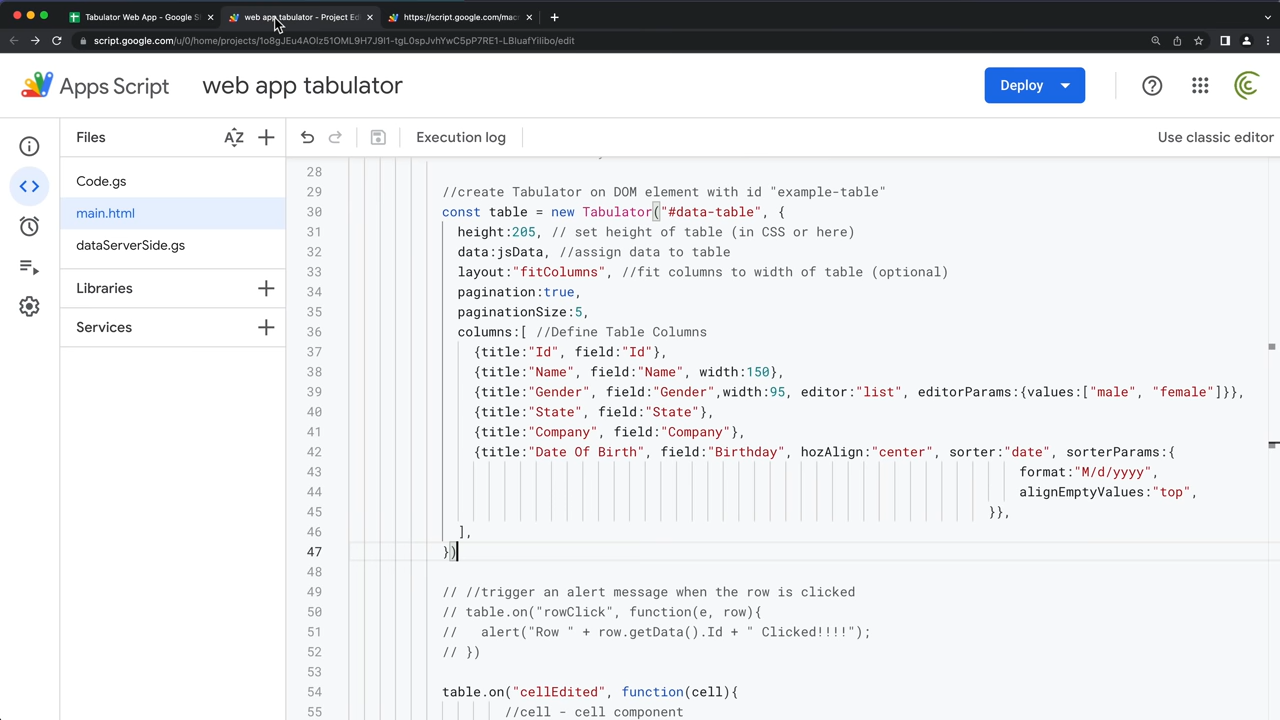 Tabulator Web App - Google S
web app tabulator - Project Edi
https://script.google.com/mac
script.google.com/u/0/home/projects/1o8gJEu4AOlz51OML9H7J9I1-tgL0spJvhYwC5pP7RE1-LBluafYiIibo/edit
Apps Script
web app tabulator
Deploy
Files
Execution log
Use classic editor
Code.gs
main.html
dataServerSide.gs
Libraries
Services
28
29 //create Tabulator on DOM element with id "example-table"
30 const table = new Tabulator("#data-table", {
31 height:205, // set height of table (in CSS or here)
32 data:jsData, //assign data to table
33 layout:"fitColumns", //fit columns to width of table (optional)
34 pagination:true,
35 paginationSize:5,
36 columns:[ //Define Table Columns
37 {title:"Id", field:"Id"},
38 {title:"Name", field:"Name", width:150},
39 {title:"Gender", field:"Gender",width:95, editor:"list", editorParams:{values:["male", "female"]}},
40 {title:"State", field:"State"},
41 {title:"Company", field:"Company"},
42 {title:"Date Of Birth", field:"Birthday", hozAlign:"center", sorter:"date", sorterParams:{
43 format:"M/d/yyyy",
44 alignEmptyValues:"top",
45 }},
46 ],
47 })
48
49 // //trigger an alert message when the row is clicked
50 // table.on("rowClick", function(e, row){
51 //   alert("Row " + row.getData().Id + " Clicked!!!!");
52 // })
53
54 table.on("cellEdited", function(cell){
55 //cell - cell component